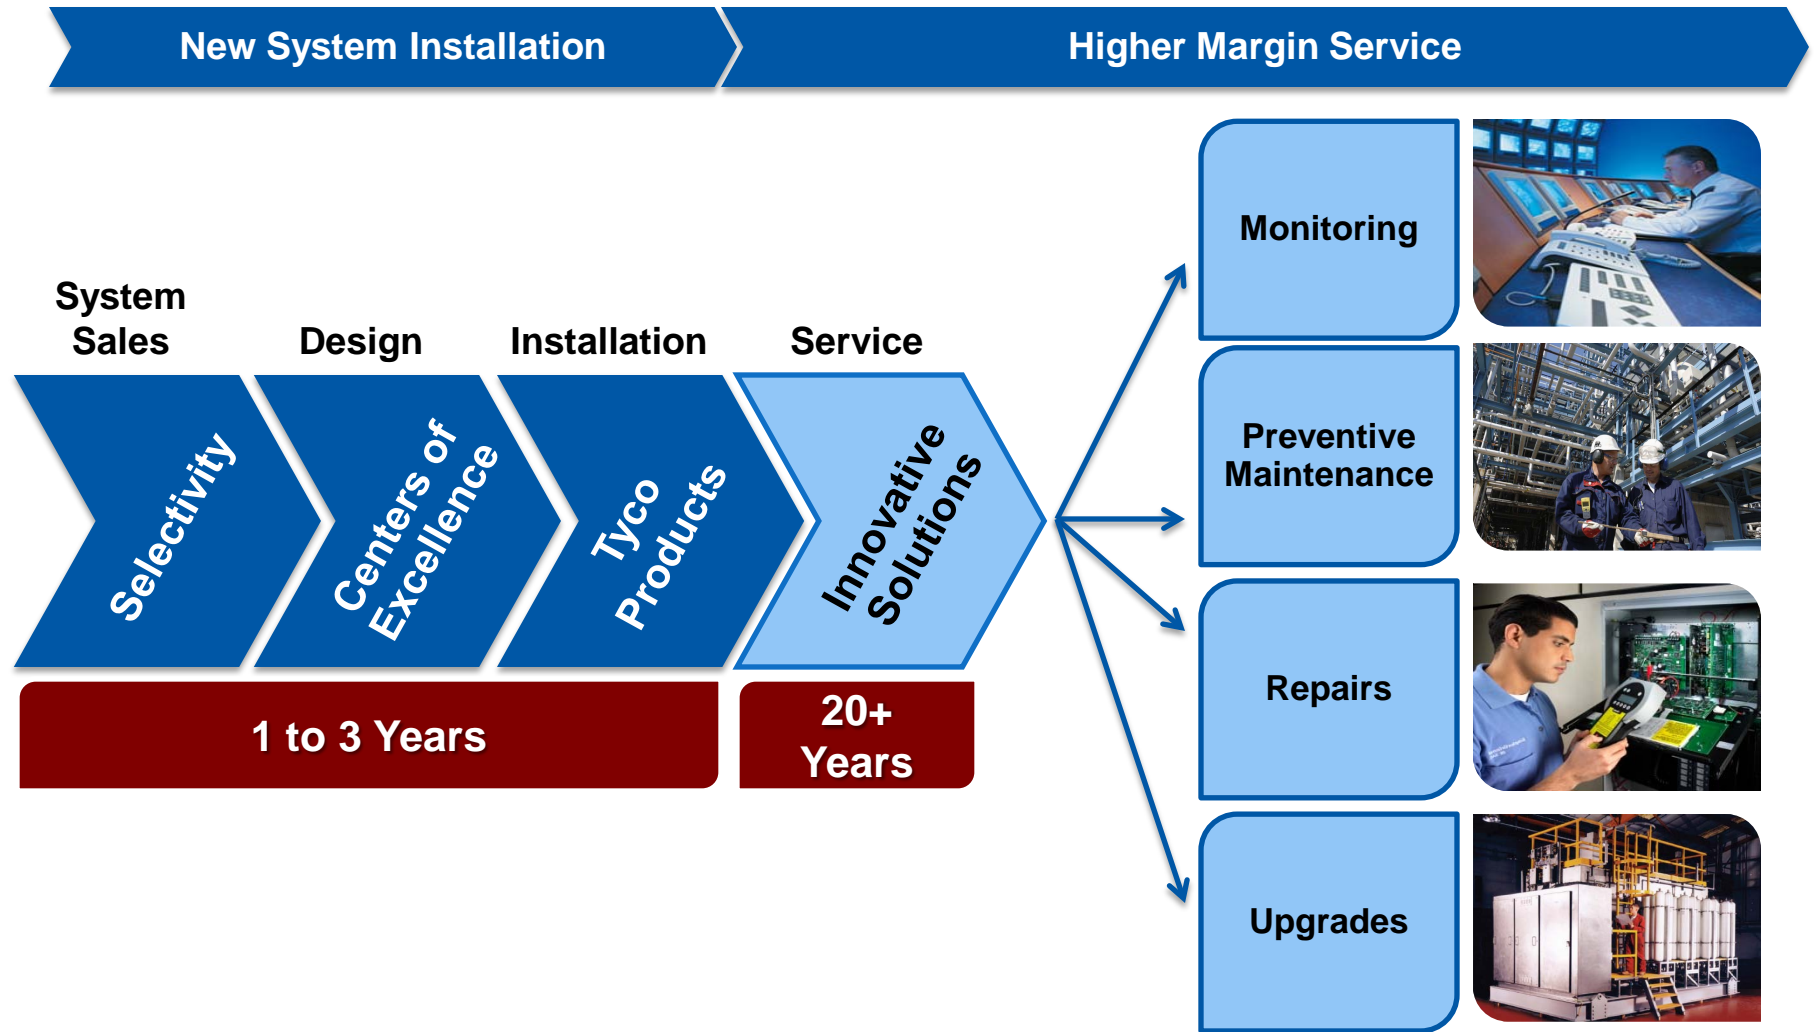 New System Installation
Higher Margin Service
System
Sales
Design
Installation
Service
Selectivity
Centers of
Excellence
Tyco
Products
Innovative
Solutions
1 to 3 Years
20+
Years
Monitoring
Preventive
Maintenance
Repairs
Upgrades